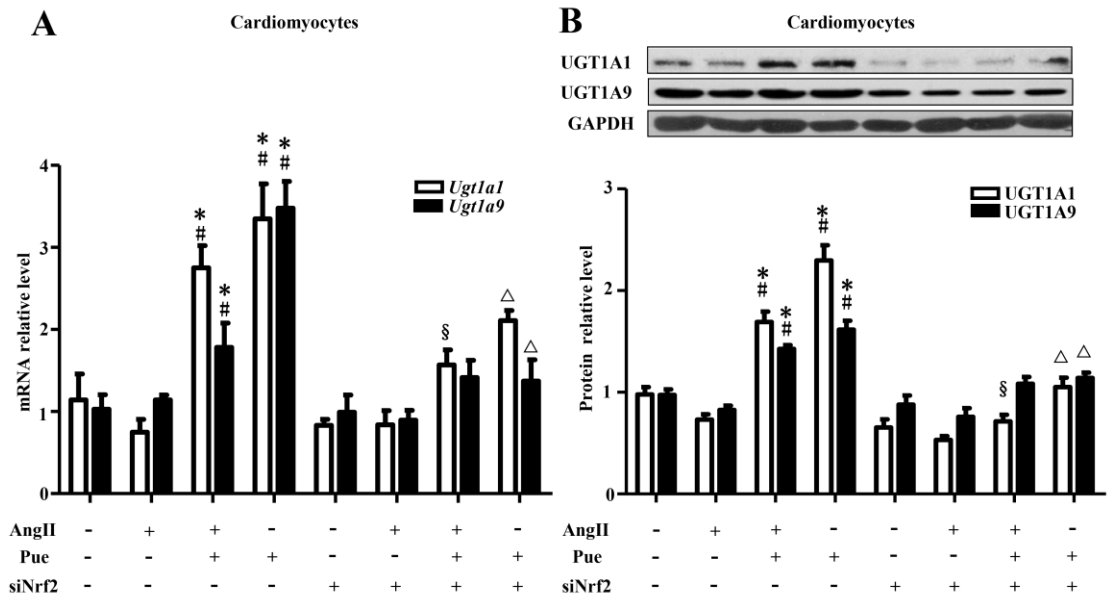 A
Cardiomyocytes
mRNA relative level
4
3
2
1
0
Ugt1a1
Ugt1a9
*
#
*
#
*
#
*
#
§
△
△
AngII - + + - - + + -
Pue - - + + - - + +
siNrf2 - - - - + + + +
B
Cardiomyocytes
UGT1A1
UGT1A9
GAPDH
Protein relative level
3
2
1
0
UGT1A1
UGT1A9
*
#
*
#
*
#
*
#
§
△
△
AngII - + + - - + + -
Pue - - + + - - + +
siNrf2 - - - - + + + +